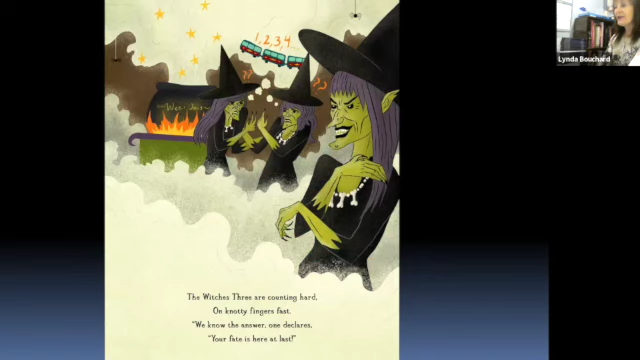 1, 2, 3, 4...
??
??
Lynda Bouchard
The Witches Three are counting hard,
On knotty fingers fast.
"We know the answer, one declares,
"Your fate is here at last!"